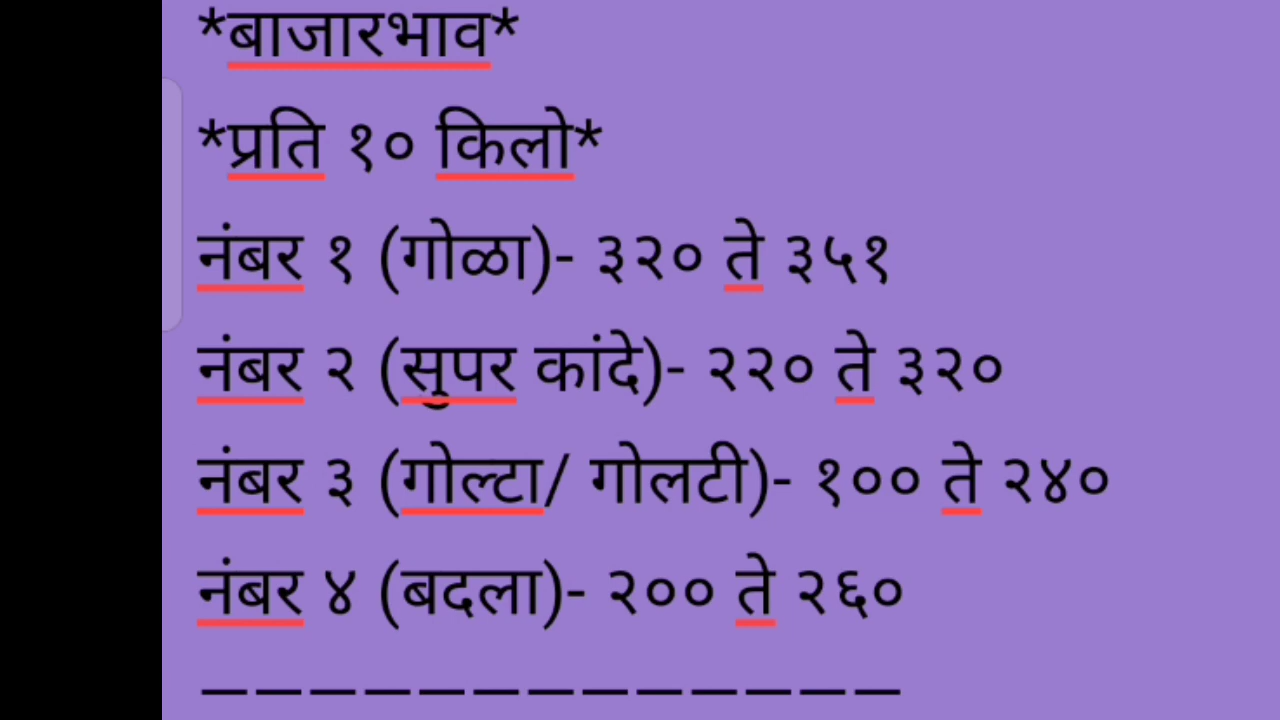 *बाजारभाव*
*प्रति १० किलो*
नंबर १ (गोळा)- ३२० ते ३५१
नंबर २ (सुपर कांदे)- २२० ते ३२०
नंबर ३ (गोल्टा/ गोलटी)- १०० ते २४०
नंबर ४ (बदला)- २०० ते २६०
—————————————